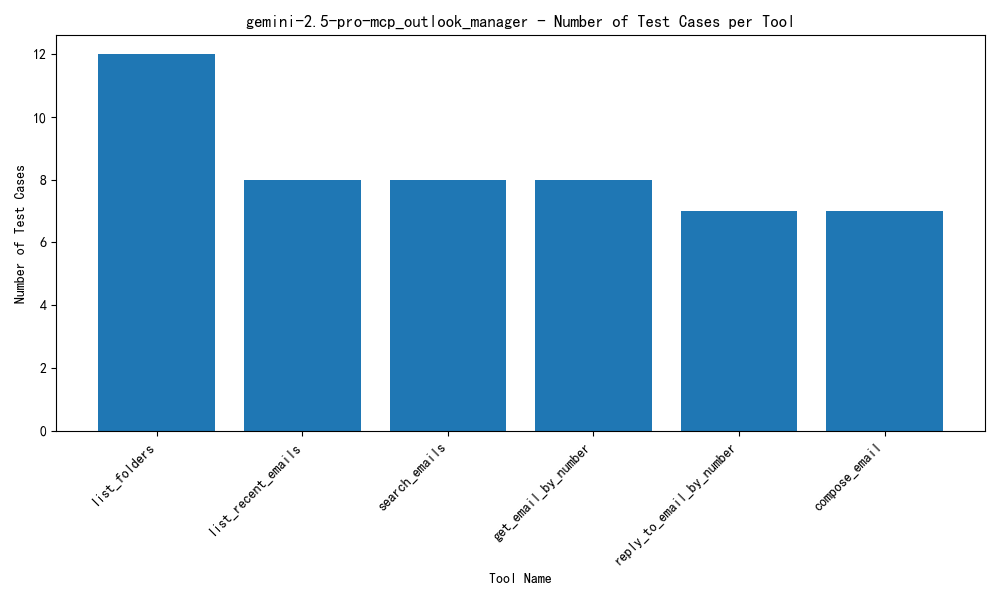 gemini-2.5-pro-mcp_outlook_manager - Number of Test Cases per Tool
Number of Test Cases
12
10
8
6
4
2
0
list_folders
list_recent_emails
search_emails
get_email_by_number
reply_to_email_by_number
compose_email
Tool Name